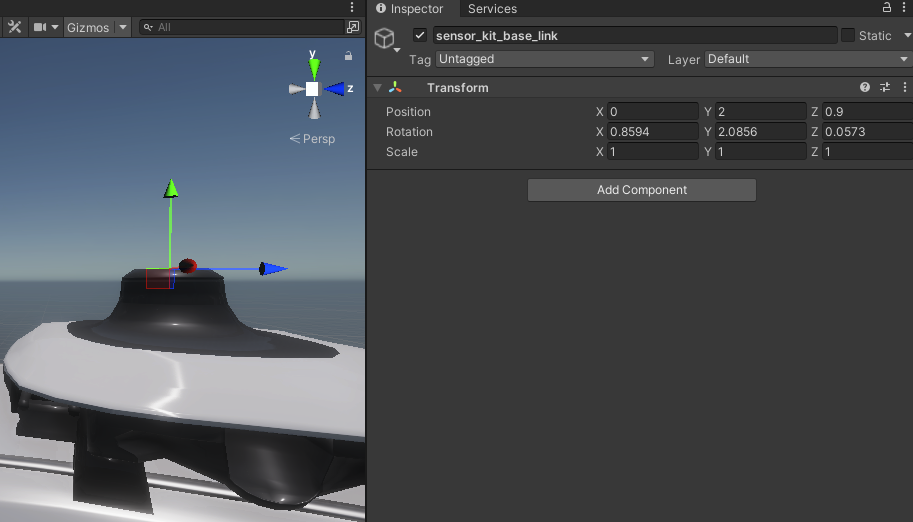 Inspector Services
Gizmos All
sensor_kit_base_link Static
Tag Untagged Layer Default
y
z
Persp
Transform
Position X 0 Y 2 Z 0.9
Rotation X 0.8594 Y 2.0856 Z 0.0573
Scale X 1 Y 1 Z 1
Add Component